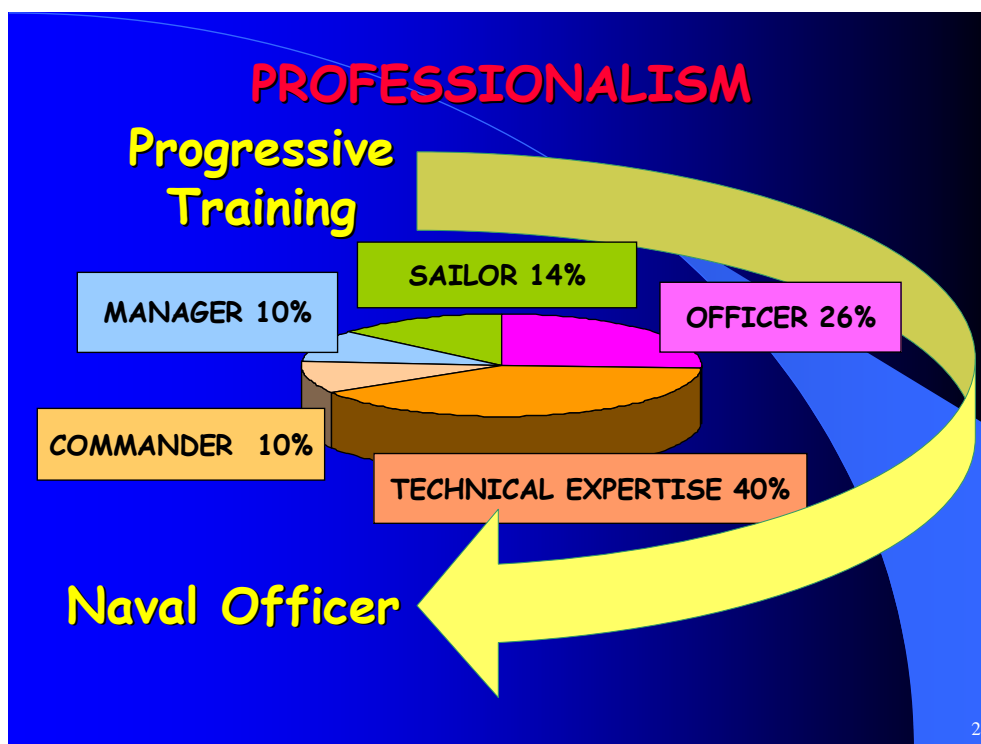 PROFESSIONALISM
Progressive
Training
SAILOR 14%
MANAGER 10%
OFFICER 26%
COMMANDER 10%
TECHNICAL EXPERTISE 40%
Naval Officer
2